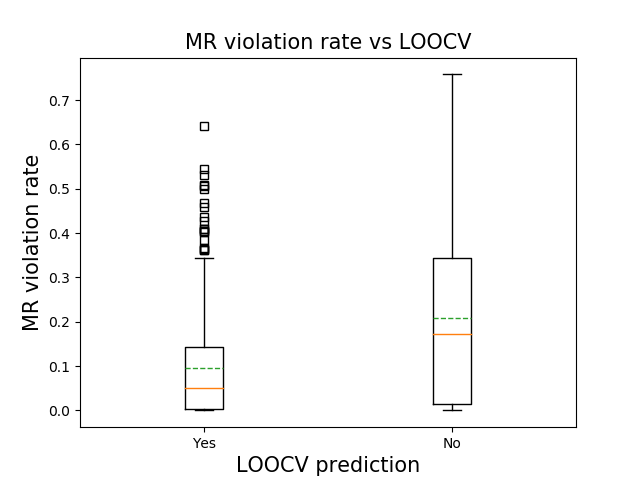 MR violation rate vs LOOCV
MR violation rate
0.7
0.6
0.5
0.4
0.3
0.2
0.1
0.0
Yes
No
LOOCV prediction